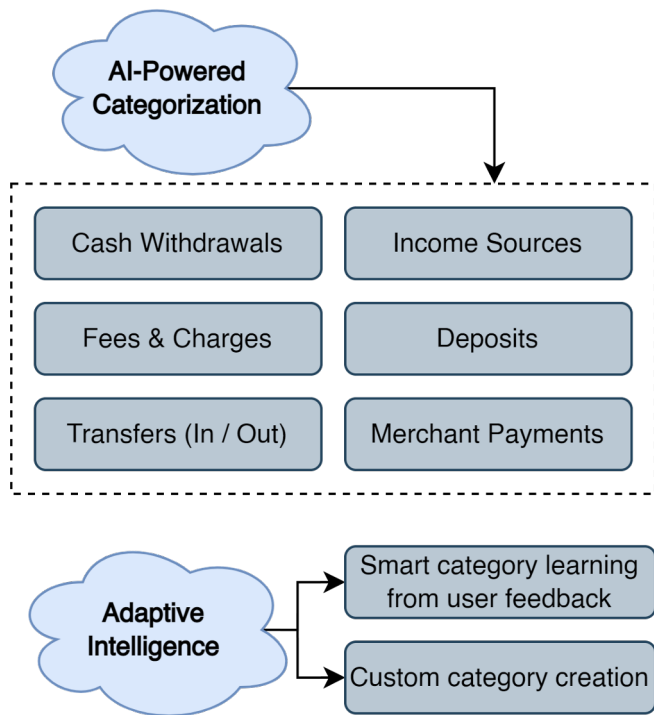 AI-Powered
Categorization
Cash Withdrawals
Income Sources
Fees & Charges
Deposits
Transfers (In / Out)
Merchant Payments
Adaptive
Intelligence
Smart category learning
from user feedback
Custom category creation